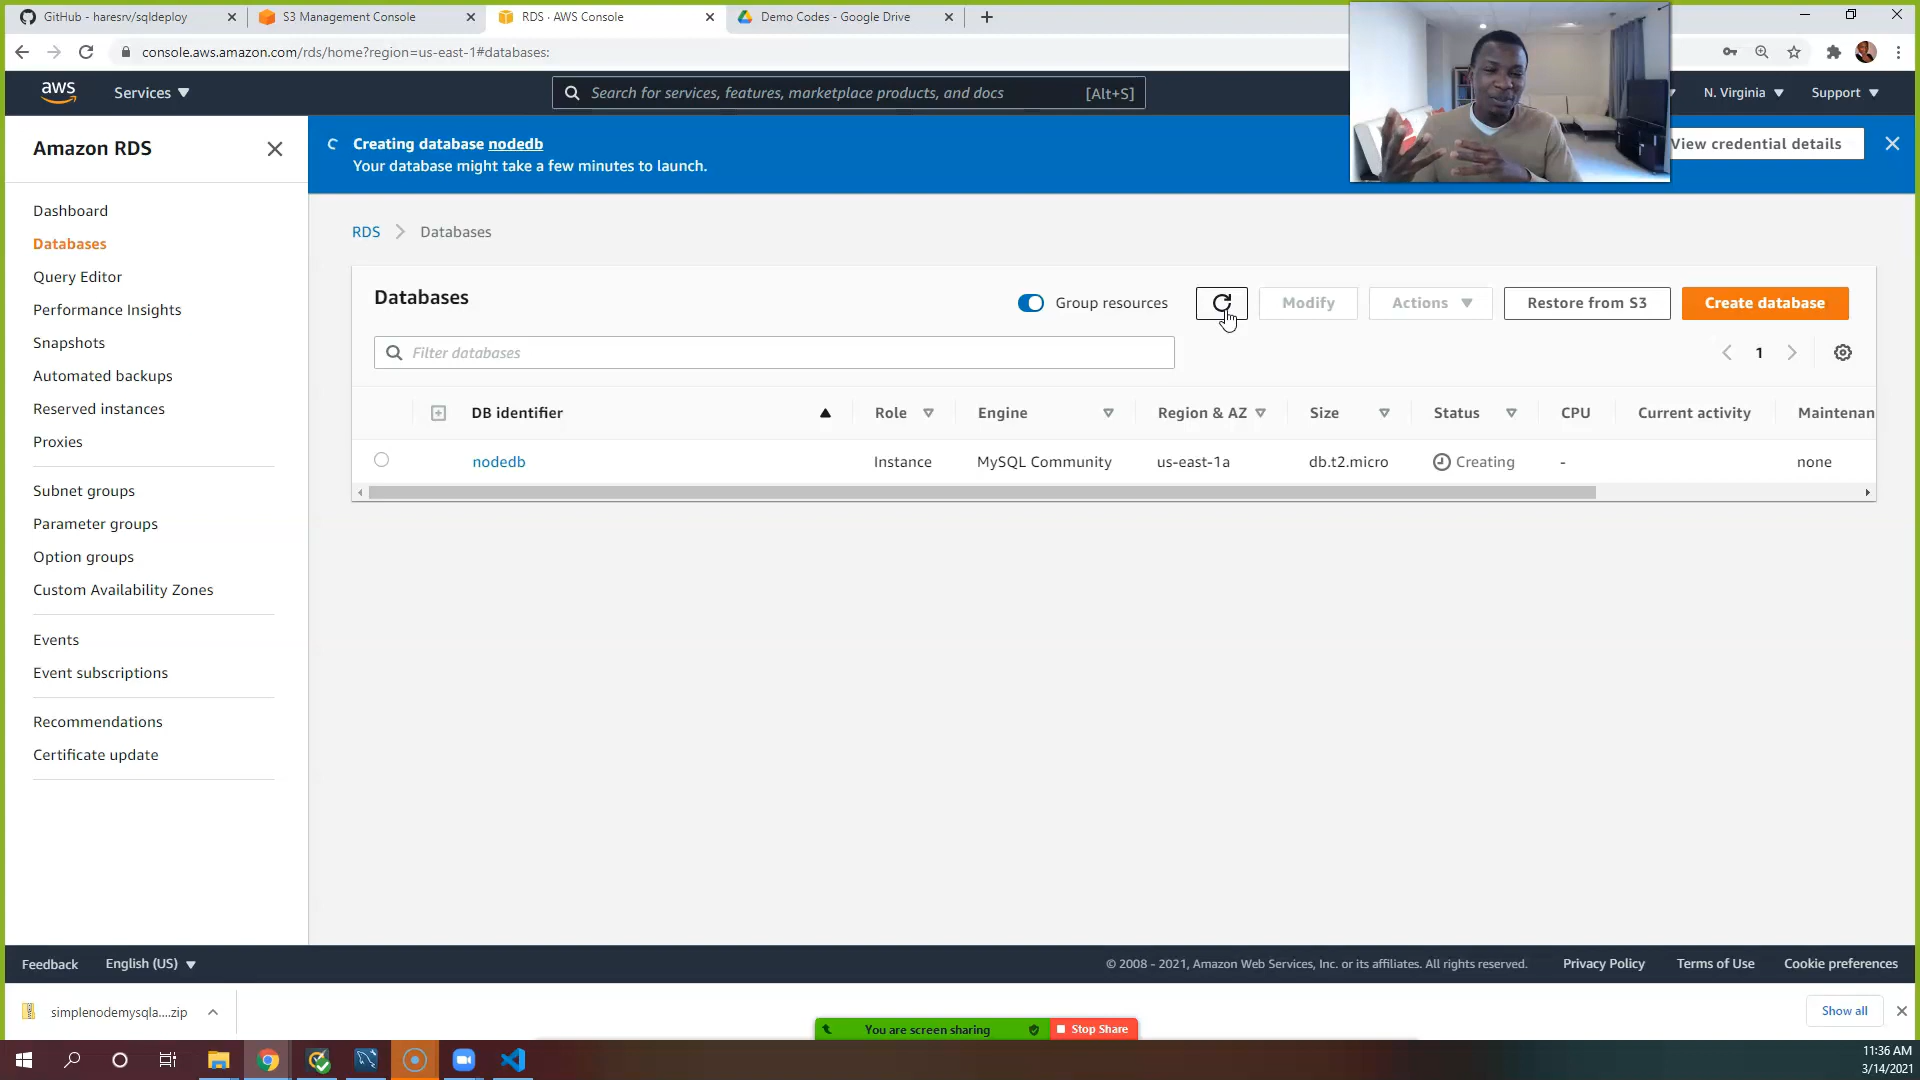 GitHub - haresrv/sqldeploy
S3 Management Console
RDS · AWS Console
Demo Codes - Google Drive
console.aws.amazon.com/rds/home?region=us-east-1#databases:
aws
Services
Search for services, features, marketplace products, and docs
[Alt+S]
N. Virginia
Support
Amazon RDS
Creating database nodedb
Your database might take a few minutes to launch.
View credential details
Dashboard
Databases
Query Editor
Performance Insights
Snapshots
Automated backups
Reserved instances
Proxies
Subnet groups
Parameter groups
Option groups
Custom Availability Zones
Events
Event subscriptions
Recommendations
Certificate update
RDS
Databases
Databases
Group resources
Modify
Actions
Restore from S3
Create database
Filter databases
1
DB identifier
Role
Engine
Region & AZ
Size
Status
CPU
Current activity
Maintenan
nodedb
Instance
MySQL Community
us-east-1a
db.t2.micro
Creating
-
none
Feedback
English (US)
© 2008 - 2021, Amazon Web Services, Inc. or its affiliates. All rights reserved.
Privacy Policy
Terms of Use
Cookie preferences
simplenodemysqla....zip
Show all
You are screen sharing
Stop Share
11:36 AM
3/14/2021